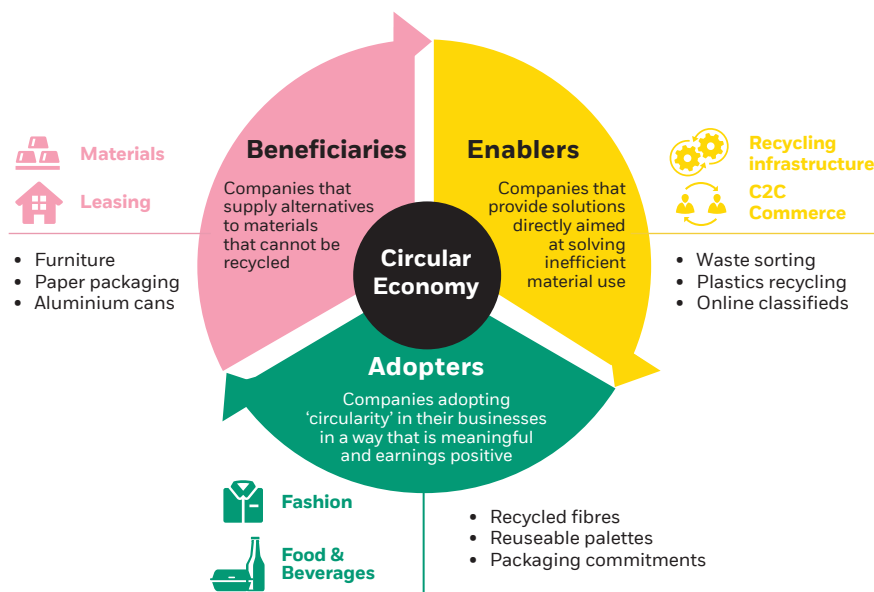 Beneficiaries
Companies that
supply alternatives
to materials
that cannot be
recycled
Materials
Leasing
• Furniture
• Paper packaging
• Aluminium cans
Enablers
Companies that
provide solutions
directly aimed
at solving
inefficient
material use
Recycling
infrastructure
C2C
Commerce
• Waste sorting
• Plastics recycling
• Online classifieds
Circular
Economy
Adopters
Companies adopting
‘circularity’ in their businesses
in a way that is meaningful
and earnings positive
Fashion
Food &
Beverages
• Recycled fibres
• Reuseable palettes
• Packaging commitments